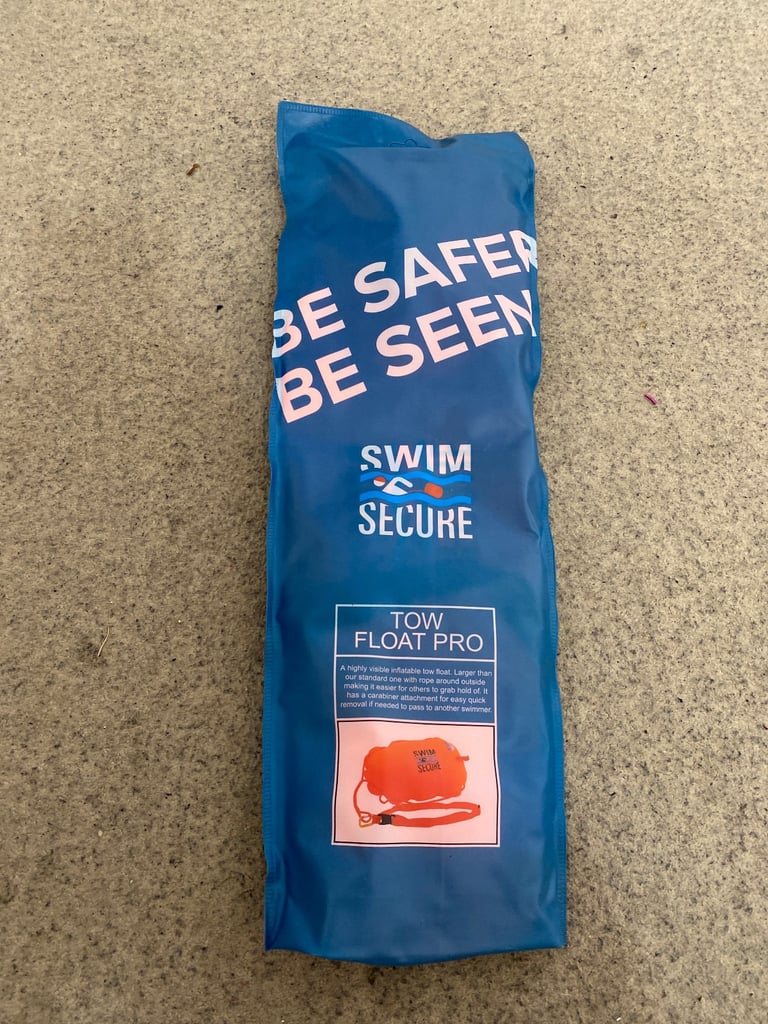 BE SAFER
BE SEEN
SWIM
SECURE
TOW
FLOAT PRO
A highly visible inflatable tow float. Larger than
our standard one with rope around outside
making it easier for others to grab hold of. It
has a carabiner attachment for easy quick
removal if needed to pass to another swimmer.
SWIM
SECURE